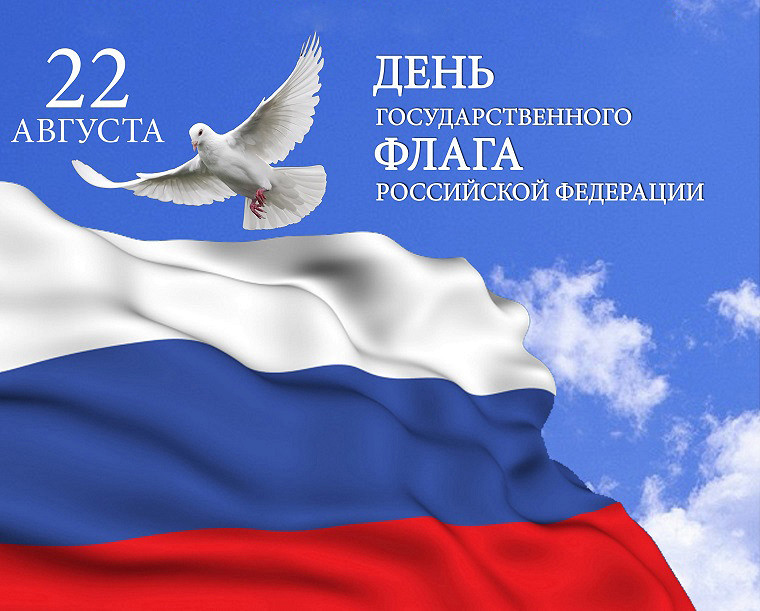 22
АВГУСТА
ДЕНЬ
ГОСУДАРСТВЕННОГО
ФЛАГА
РОССИЙСКОЙ ФЕДЕРАЦИИ